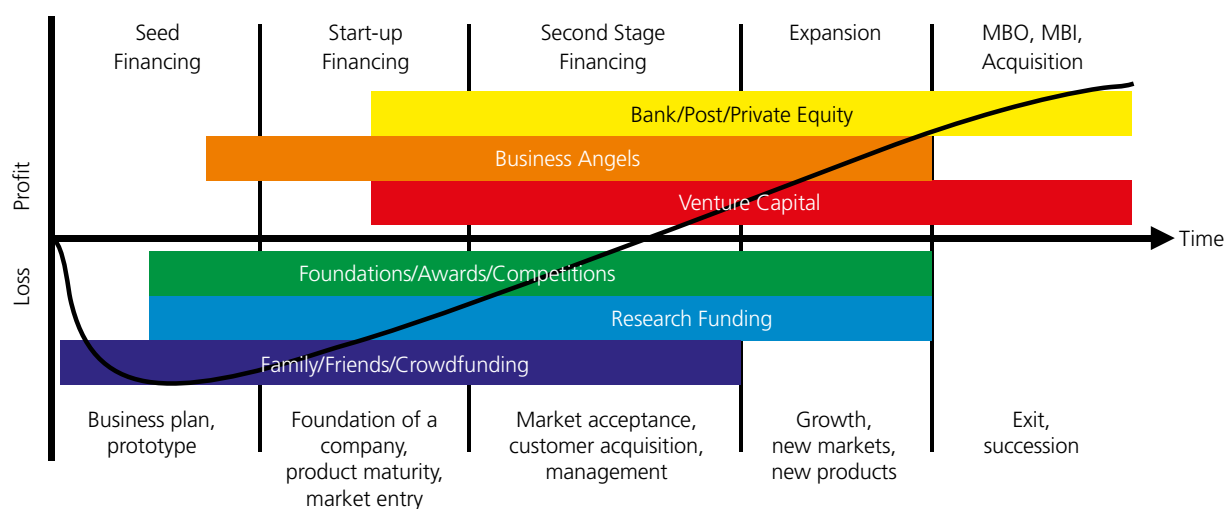 Seed
Financing
Start-up
Financing
Second Stage
Financing
Expansion
MBO, MBI,
Acquisition
Profit
Loss
Bank/Post/Private Equity
Business Angels
Venture Capital
Time
Foundations/Awards/Competitions
Research Funding
Family/Friends/Crowdfunding
Business plan,
prototype
Foundation of a
company,
product maturity,
market entry
Market acceptance,
customer acquisition,
management
Growth,
new markets,
new products
Exit,
succession